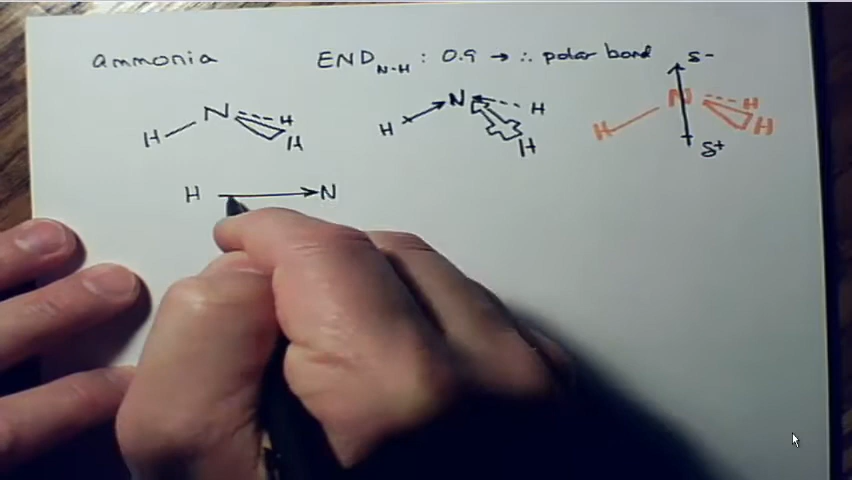 ammonia END N-H : 0.9 → ∴ polar bond
H N H H
H N H H
H N H H δ- δ+
H → N